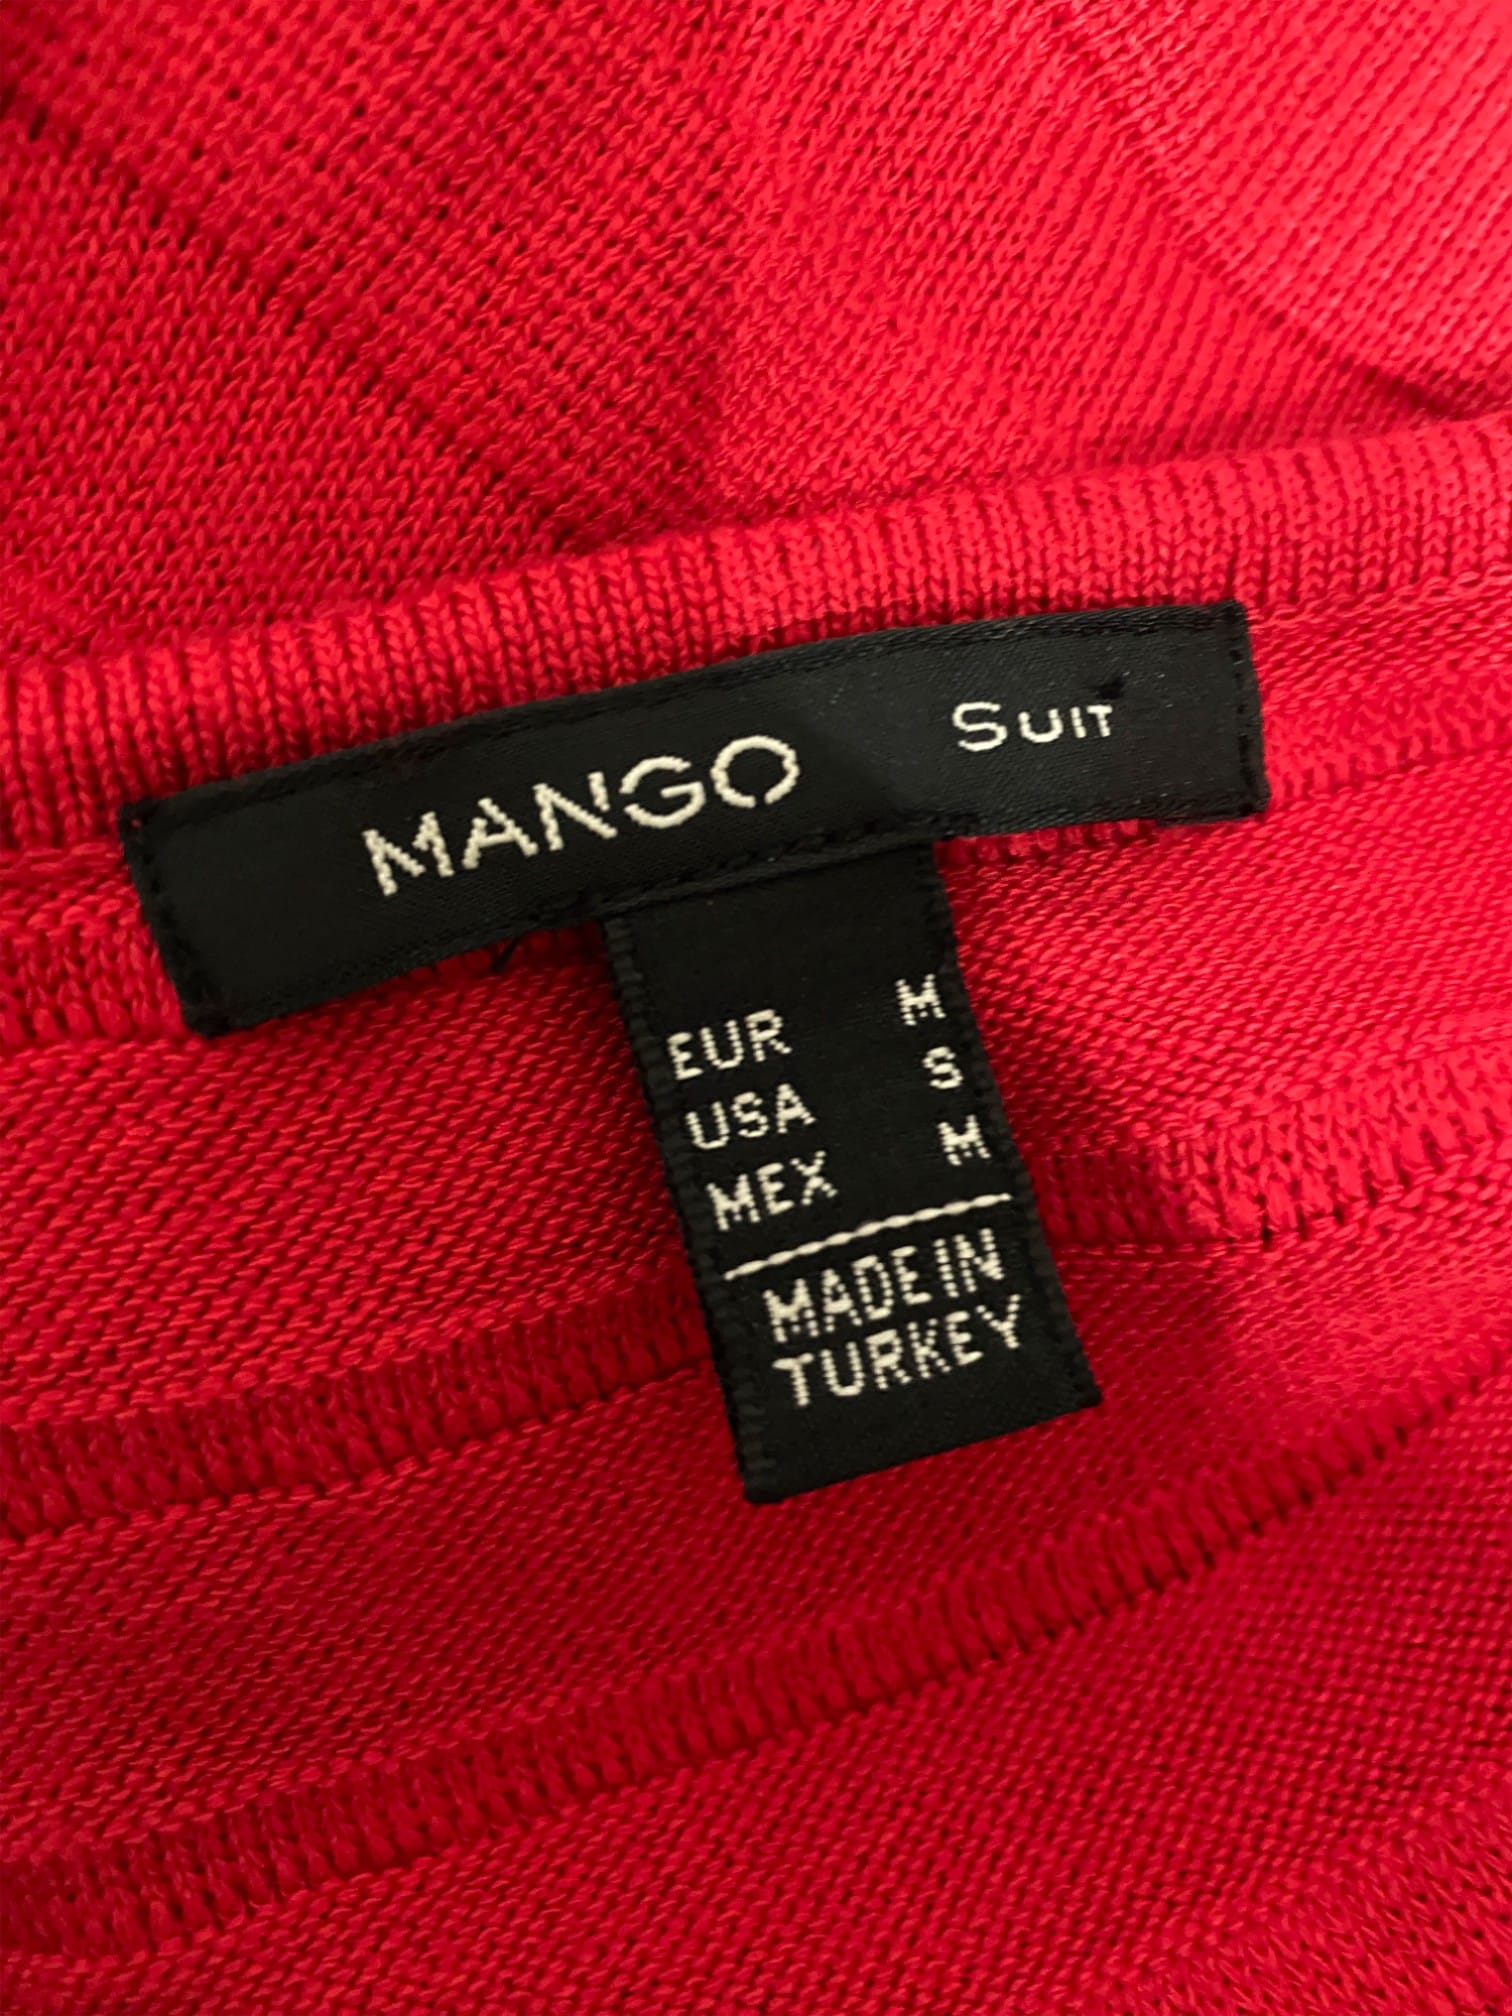 MANGO Suit
EUR M
USA S
MEX M
MADE IN
TURKEY